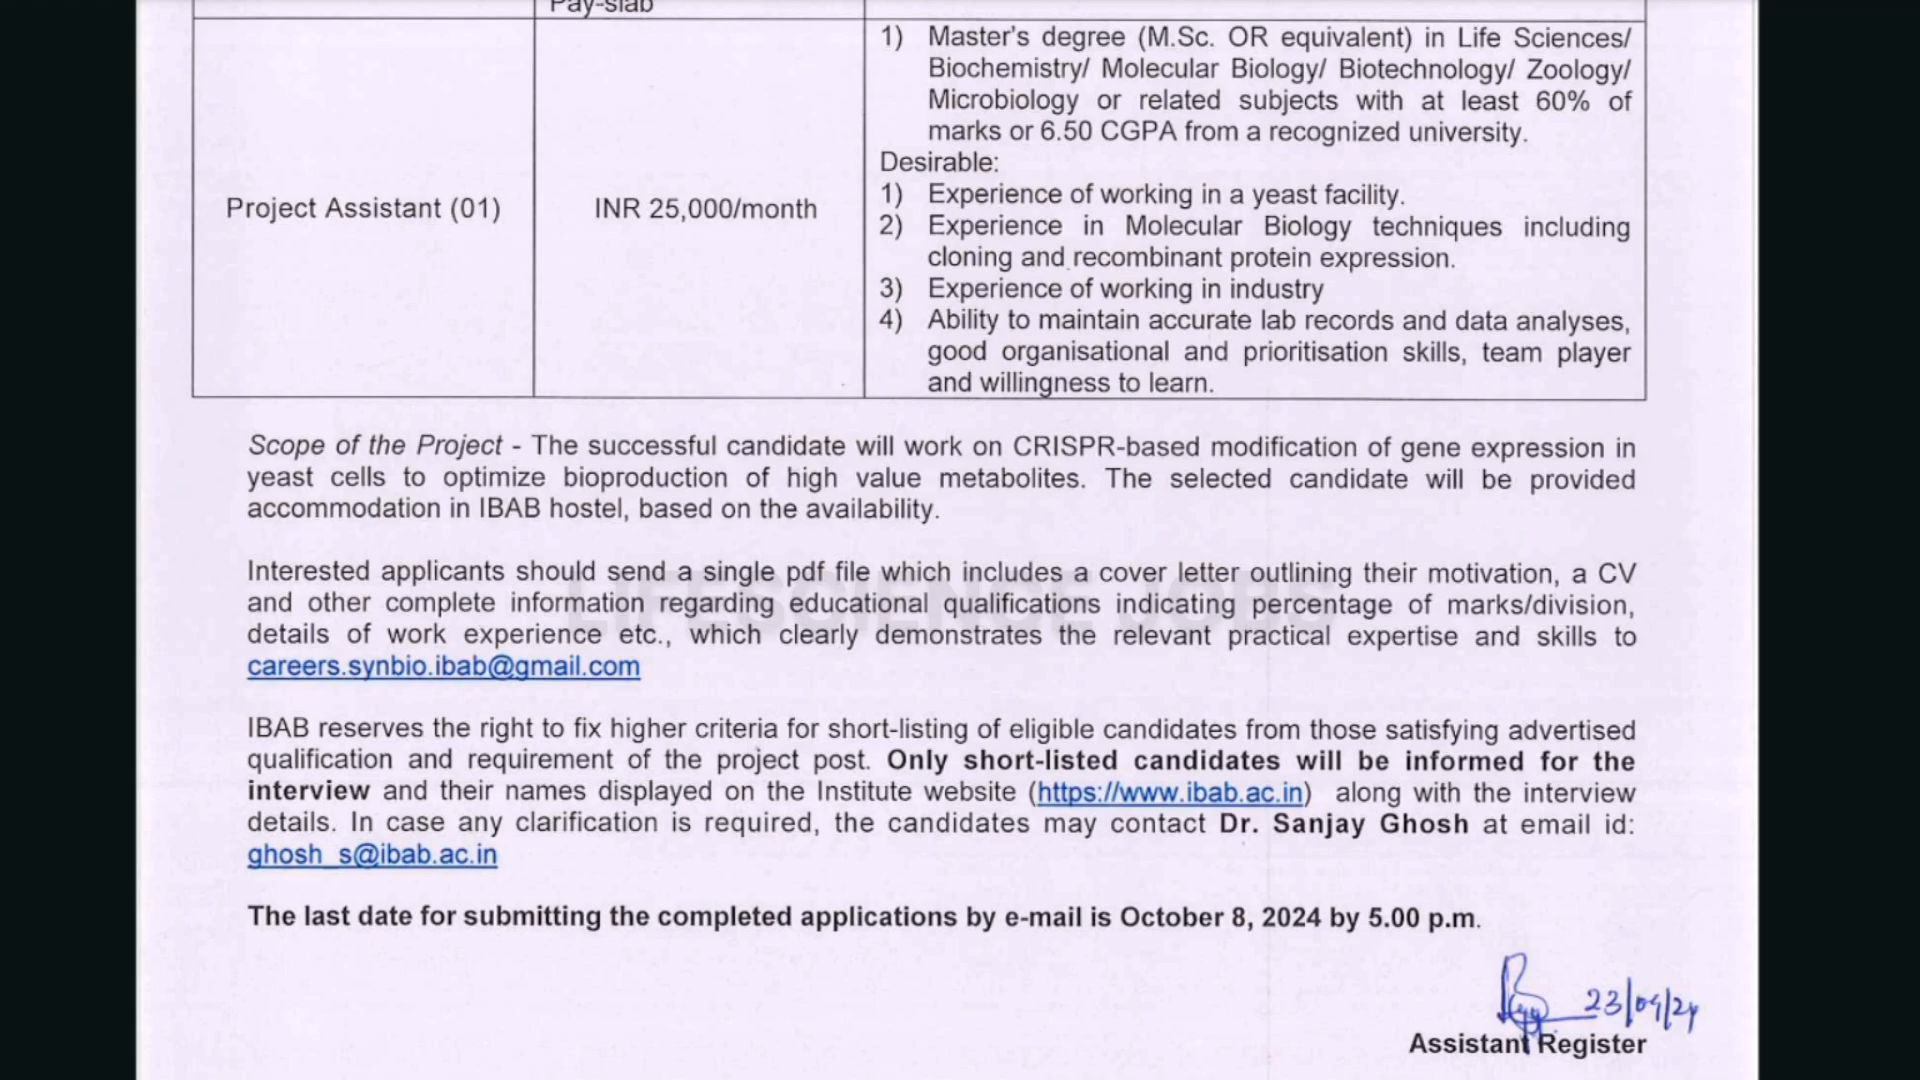 Pay-slab
Project Assistant (01)
INR 25,000/month
1) Master's degree (M.Sc. OR equivalent) in Life Sciences/
Biochemistry/ Molecular Biology/ Biotechnology/ Zoology/
Microbiology or related subjects with at least 60% of
marks or 6.50 CGPA from a recognized university.
Desirable:
1) Experience of working in a yeast facility.
2) Experience in Molecular Biology techniques including
cloning and recombinant protein expression.
3) Experience of working in industry
4) Ability to maintain accurate lab records and data analyses,
good organisational and prioritisation skills, team player
and willingness to learn.
Scope of the Project - The successful candidate will work on CRISPR-based modification of gene expression in
yeast cells to optimize bioproduction of high value metabolites. The selected candidate will be provided
accommodation in IBAB hostel, based on the availability.
Interested applicants should send a single pdf file which includes a cover letter outlining their motivation, a CV
and other complete information regarding educational qualifications indicating percentage of marks/division,
details of work experience etc., which clearly demonstrates the relevant practical expertise and skills to
careers.synbio.ibab@gmail.com
LIFESCIENCE JOBS
IBAB reserves the right to fix higher criteria for short-listing of eligible candidates from those satisfying advertised
qualification and requirement of the project post. Only short-listed candidates will be informed for the
interview and their names displayed on the Institute website (https://www.ibab.ac.in) along with the interview
details. In case any clarification is required, the candidates may contact Dr. Sanjay Ghosh at email id:
ghosh_s@ibab.ac.in
The last date for submitting the completed applications by e-mail is October 8, 2024 by 5.00 p.m.
23/09/24
Assistant Register